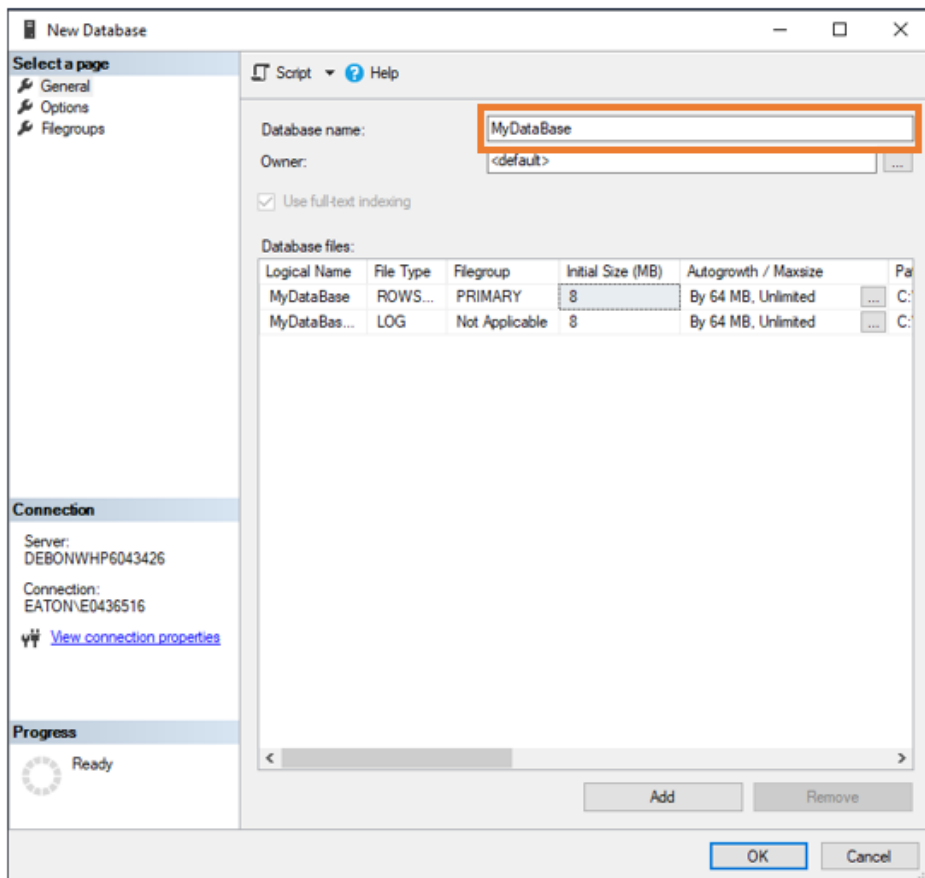 New Database
Select a page
General
Options
Filegroups
Script
Help
Database name:
MyDataBase
Owner:
<default>
...
Use full-text indexing
Database files:
Logical Name File Type Filegroup Initial Size (MB) Autogrowth / Maxsize Pa
MyDataBase ROWS... PRIMARY 8 By 64 MB, Unlimited ... C:
MyDataBas... LOG Not Applicable 8 By 64 MB, Unlimited ... C:
Connection
Server:
DEBONWHP6043426
Connection:
EATON\E0436516
View connection properties
Progress
Ready
Add
Remove
OK
Cancel